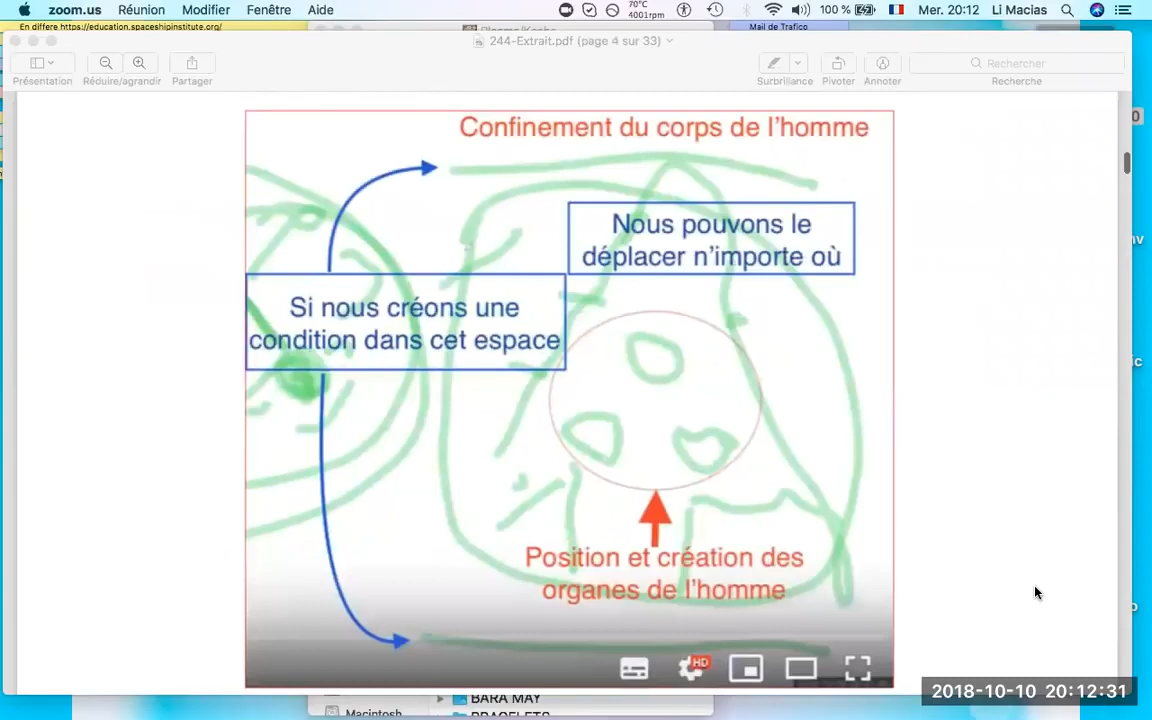 zoom.us Réunion Modifier Fenêtre Aide 70°C 4001rpm 100 % Mer. 20:12 Li Macias
En differe https://education.spaceshipinstitute.org/
Mail de Trafico
244-Extrait.pdf (page 4 sur 33)
Présentation Réduire/agrandir Partager Surbrillance Pivoter Annoter Rechercher
Recherche
Confinement du corps de l'homme
Nous pouvons le
déplacer n'importe où
Si nous créons une
condition dans cet espace
Position et création des
organes de l'homme
HD
BARA MAY
Macintosh
BRACELETS
2018-10-10 20:12:31